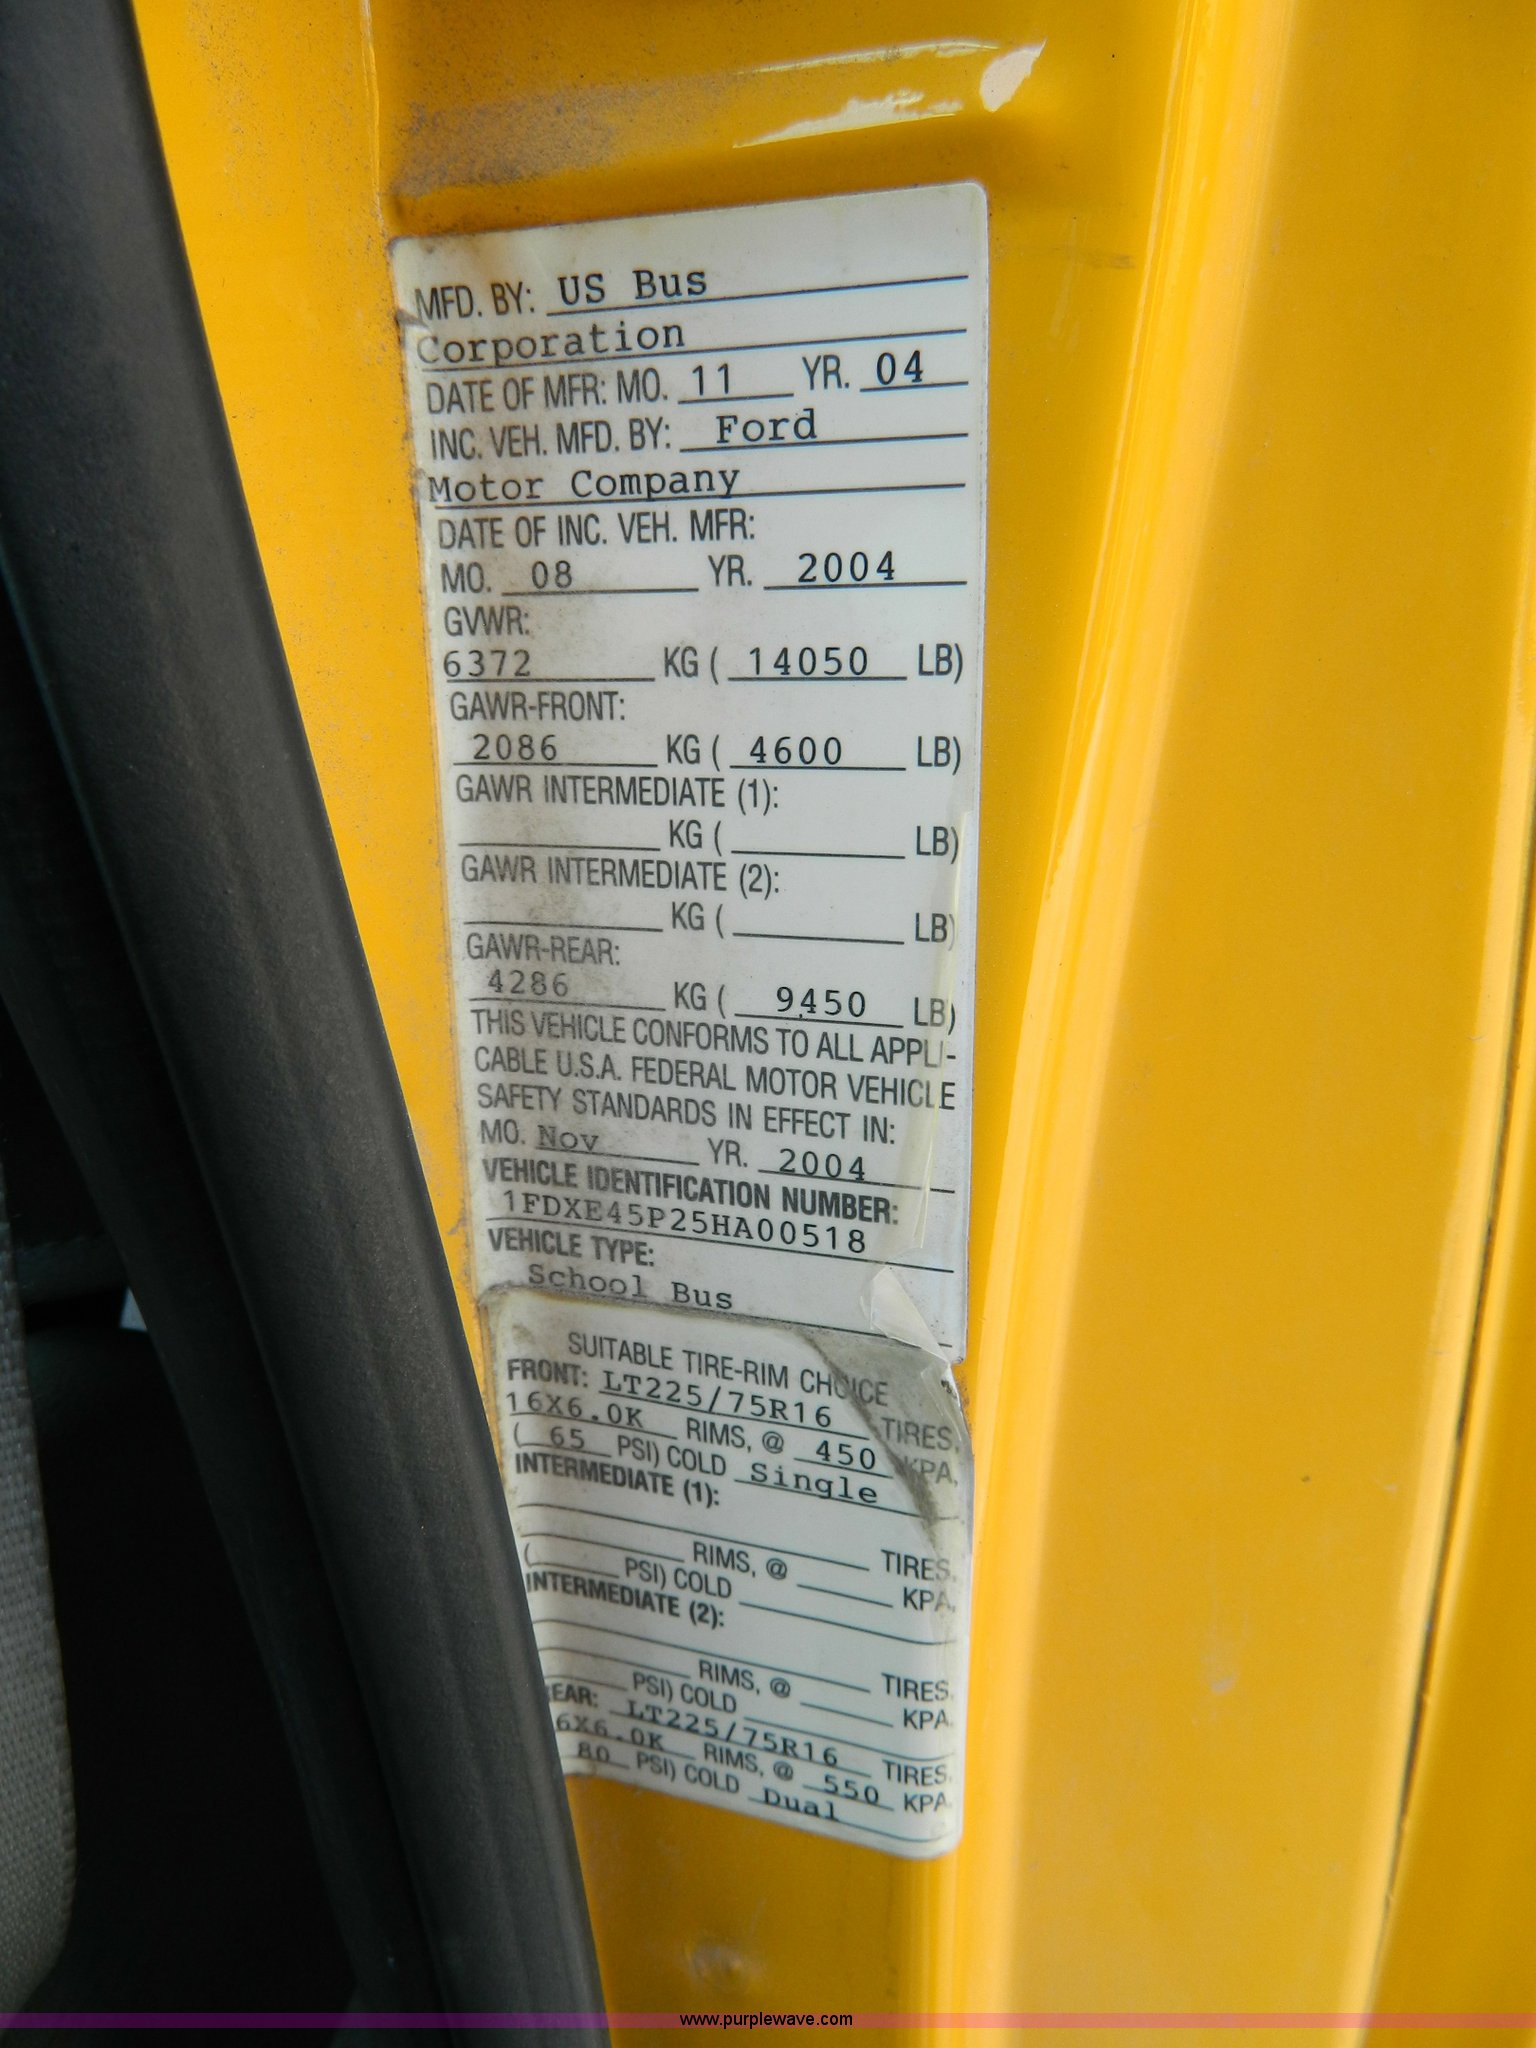 MFD. BY: US Bus
Corporation
DATE OF MFR: MO. 11 YR. 04
INC. VEH. MFD. BY: Ford
Motor Company
DATE OF INC. VEH. MFR:
MO. 08 YR. 2004
GVWR:
6372 KG ( 14050 LB)
GAWR-FRONT:
2086 KG ( 4600 LB)
GAWR INTERMEDIATE (1):
KG ( LB)
GAWR INTERMEDIATE (2):
KG ( LB)
GAWR-REAR:
4286 KG ( 9450 LB)
THIS VEHICLE CONFORMS TO ALL APPLI-
CABLE U.S.A. FEDERAL MOTOR VEHICLE
SAFETY STANDARDS IN EFFECT IN:
MO. Nov YR. 2004
VEHICLE IDENTIFICATION NUMBER:
1FDXE45P25HA00518
VEHICLE TYPE:
School Bus
SUITABLE TIRE-RIM CHOICE
FRONT: LT225/75R16 TIRES,
16X6.0K RIMS, @ 450 KPA,
( 65 PSI) COLD Single
INTERMEDIATE (1):
TIRES,
RIMS, @ KPA,
( PSI) COLD
INTERMEDIATE (2):
TIRES,
RIMS, @ KPA.
PSI) COLD
EAR: LT225/75R16 TIRES,
6X6.0K RIMS, @ 550 KPA,
80 PSI) COLD Dual
www.purplewave.com